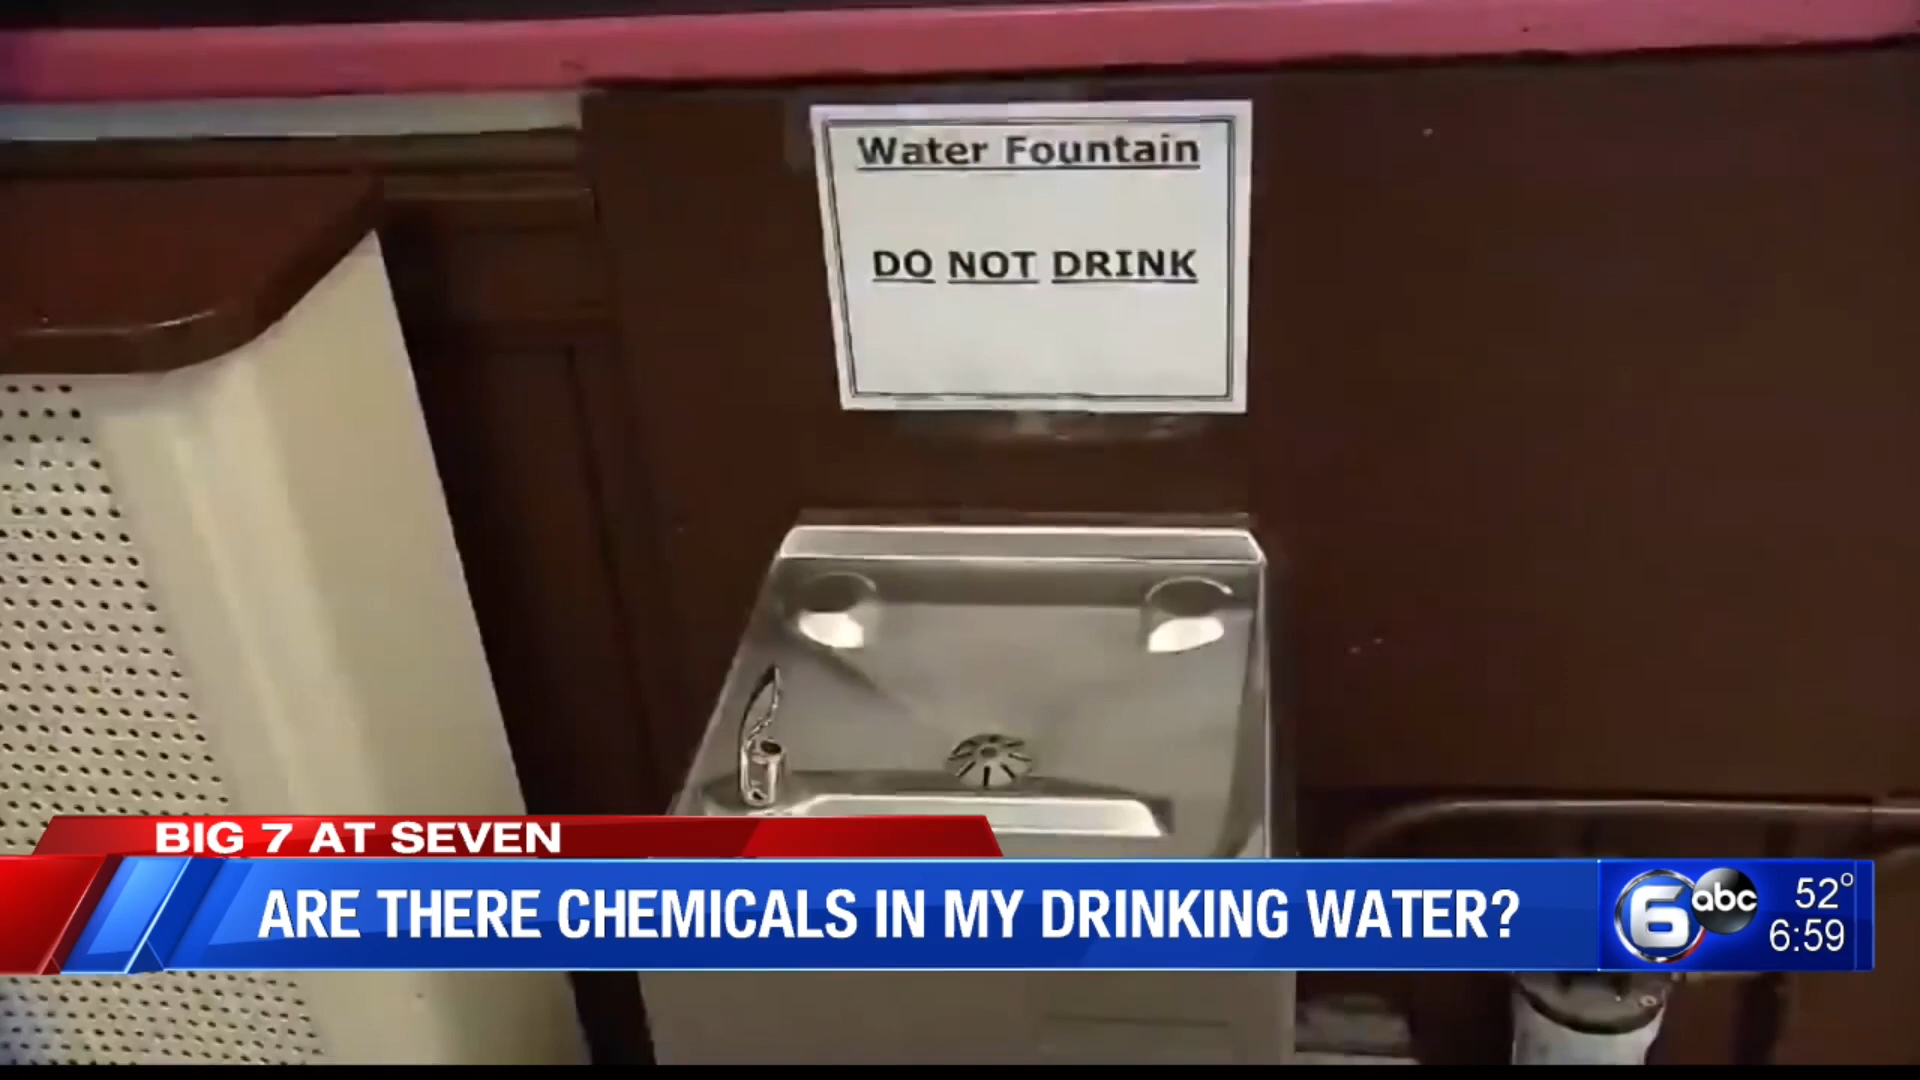 Water Fountain
DO NOT DRINK
BIG 7 AT SEVEN
ARE THERE CHEMICALS IN MY DRINKING WATER?
6 abc
52°
6:59